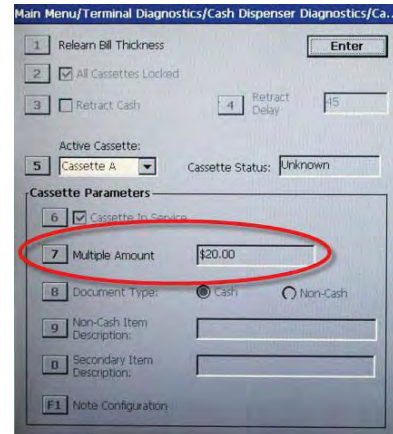 Main Menu/Terminal Diagnostics/Cash Dispenser Diagnostics/Ca..
1 Relearn Bill Thickness Enter
2 All Cassettes Locked
3 Retract Cash 4 Retract Delay 45
Active Cassette:
5 Cassette A Cassette Status: Unknown
Cassette Parameters
6 Cassette In Service
7 Multiple Amount $20.00
8 Document Type: Cash Non-Cash
9 Non-Cash Item
Description:
0 Secondary Item
Description:
F1 Note Configuration